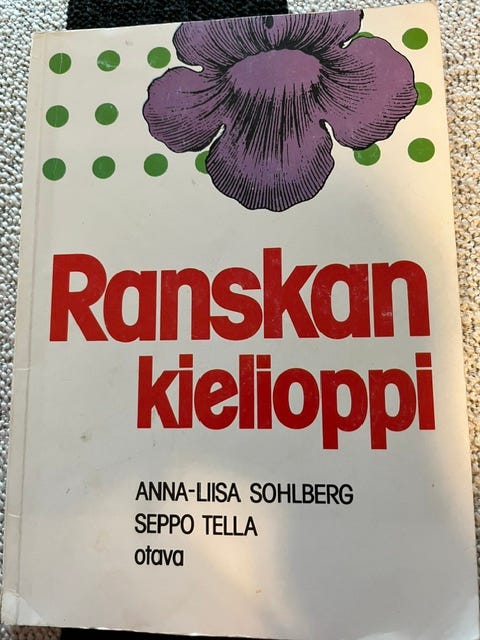 Ranskan
kielioppi
ANNA-LIISA SOHLBERG
SEPPO TELLA
otava